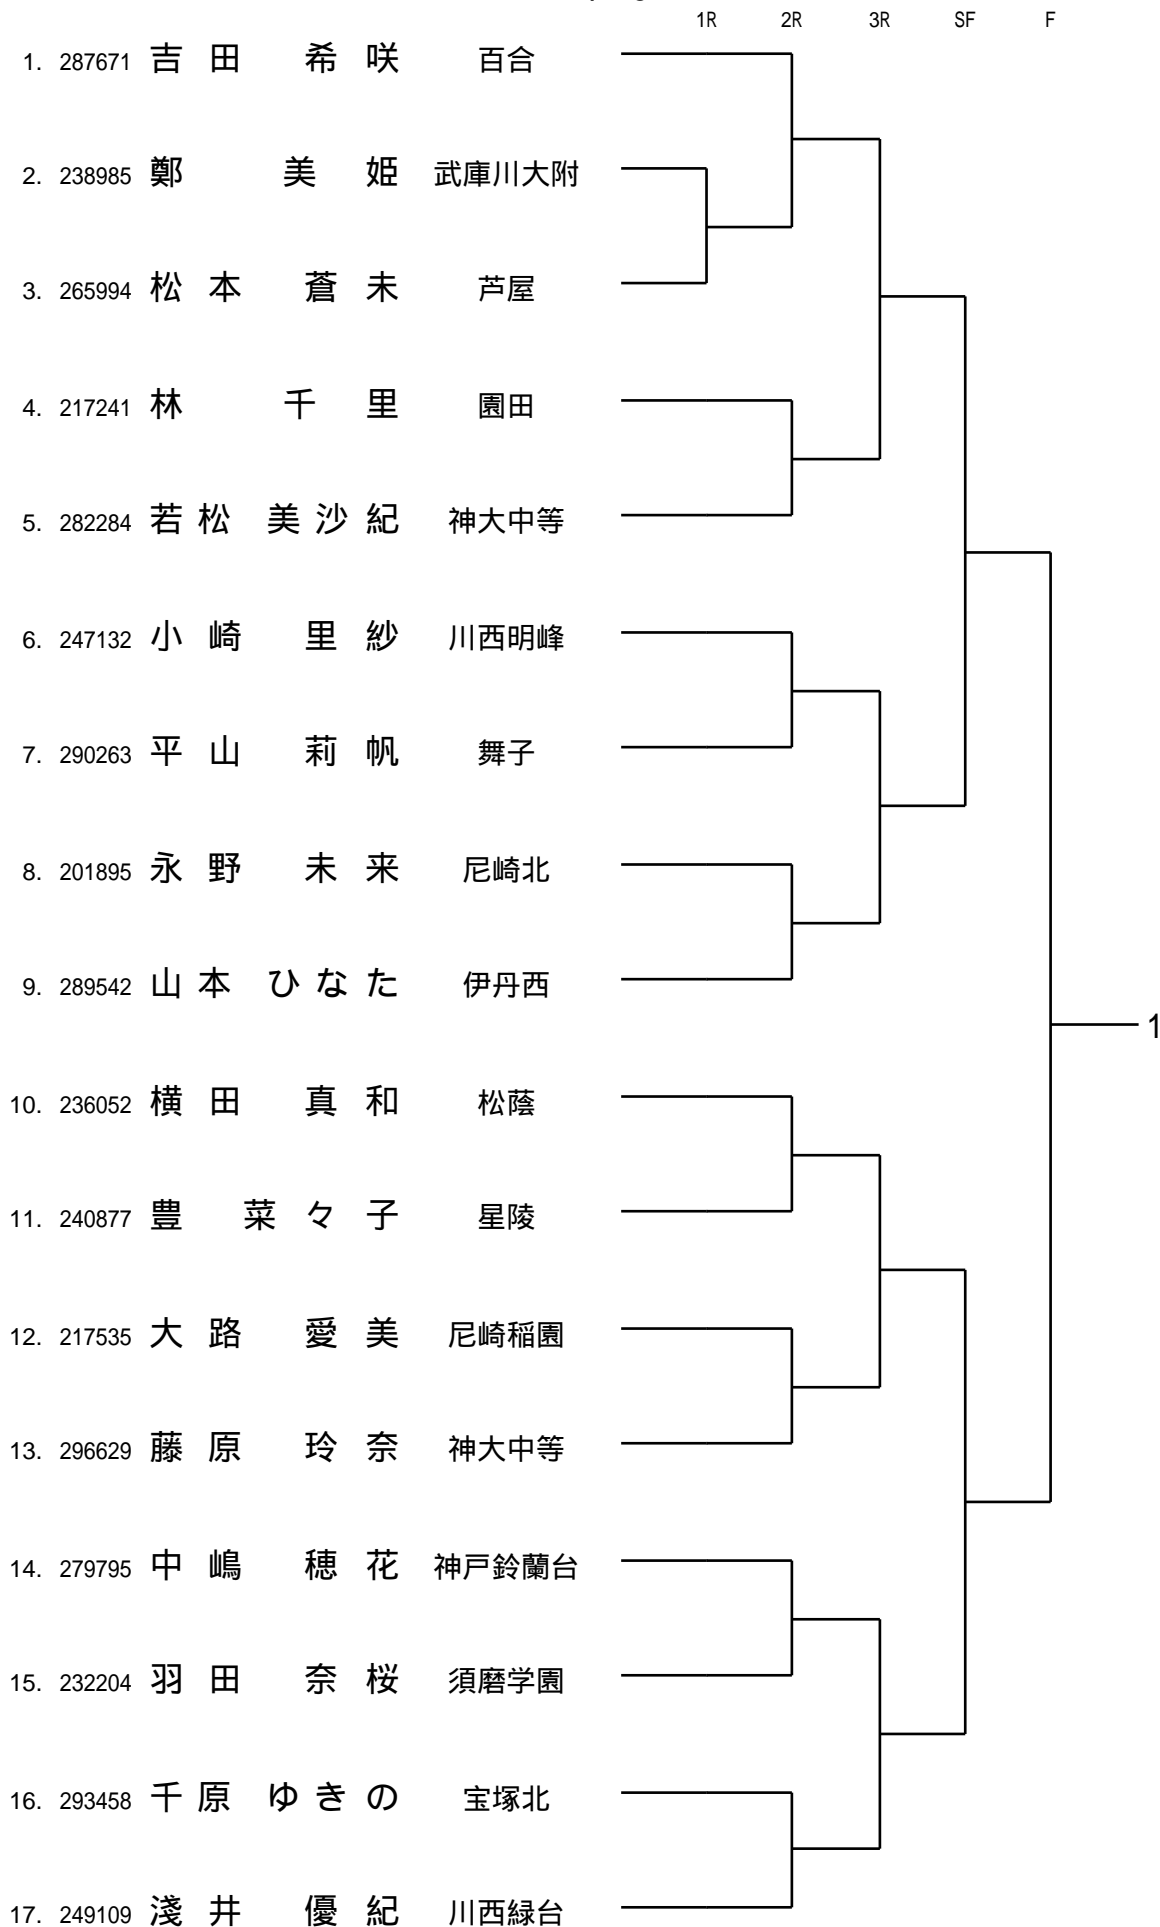 1R 2R 3R SF F
1. 287671 吉田 希咲 百合
2. 238985 鄭 美姫 武庫川大附
3. 265994 松本 蒼未 芦屋
4. 217241 林 千里 園田
5. 282284 若松 美沙紀 神大中等
6. 247132 小崎 里紗 川西明峰
7. 290263 平山 莉帆 舞子
8. 201895 永野 未来 尼崎北
9. 289542 山本 ひなた 伊丹西
1
10. 236052 横田 真和 松蔭
11. 240877 豊 菜々子 星陵
12. 217535 大路 愛美 尼崎稲園
13. 296629 藤原 玲奈 神大中等
14. 279795 中嶋 穂花 神戸鈴蘭台
15. 232204 羽田 奈桜 須磨学園
16. 293458 千原 ゆきの 宝塚北
17. 249109 淺井 優紀 川西緑台